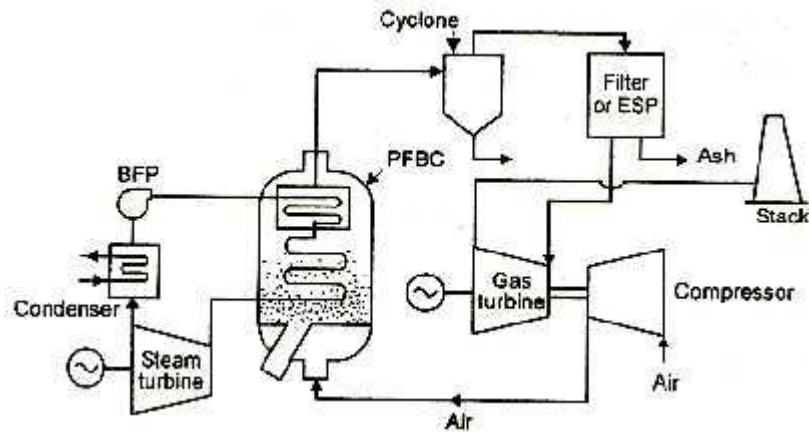 Cyclone
Filter
or ESP
BFP
PFBC
Ash
Stack
Condenser
Gas
turbine
Compressor
Steam
turbine
Air
Air